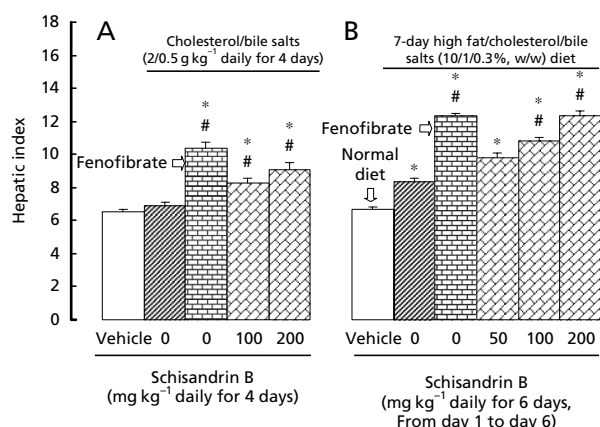 A
B
Cholesterol/bile salts
(2/0.5 g kg⁻¹ daily for 4 days)
7-day high fat/cholesterol/bile
salts (10/1/0.3%, w/w) diet
Hepatic index
18
16
14
12
10
8
6
4
2
0
*
#
*
#
*
#
Fenofibrate
*
*
#
*
*
#
*
#
Fenofibrate
Normal
diet
Vehicle 0 0 100 200
Vehicle 0 0 50 100 200
Schisandrin B
(mg kg⁻¹ daily for 4 days)
Schisandrin B
(mg kg⁻¹ daily for 6 days,
From day 1 to day 6)